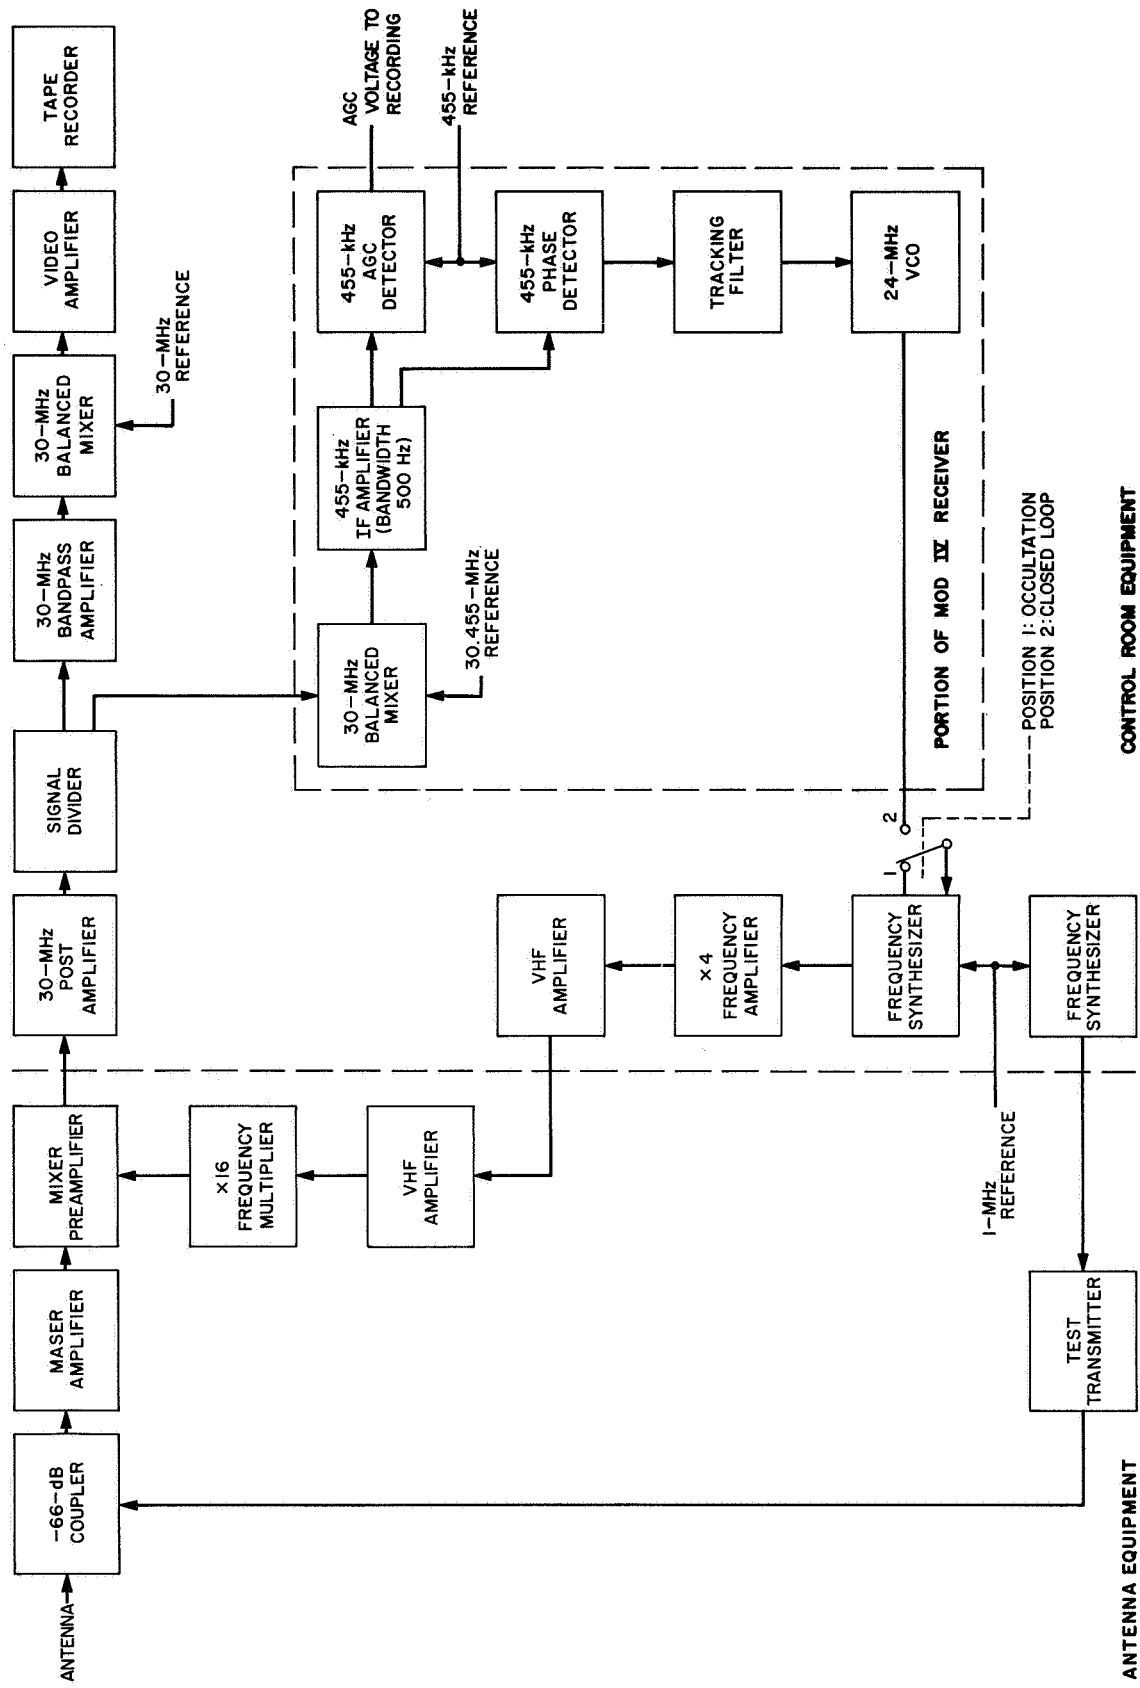 ANTENNA
-66-dB
COUPLER
MASER
AMPLIFIER
MIXER
PREAMPLIFIER
30-MHz
POST
AMPLIFIER
SIGNAL
DIVIDER
30-MHz
BANDPASS
AMPLIFIER
30-MHz
BALANCED
MIXER
VIDEO
AMPLIFIER
TAPE
RECORDER
30-MHz
REFERENCE
×16
FREQUENCY
MULTIPLIER
VHF
AMPLIFIER
VHF
AMPLIFIER
×4
FREQUENCY
AMPLIFIER
FREQUENCY
SYNTHESIZER
1
2
30-MHz
BALANCED
MIXER
30.455-MHz
REFERENCE
455-kHz
IF AMPLIFIER
(BANDWIDTH
500 Hz)
455-kHz
AGC
DETECTOR
AGC
VOLTAGE TO
RECORDING
455-kHz
REFERENCE
455-kHz
PHASE
DETECTOR
TRACKING
FILTER
24-MHz
VCO
PORTION OF MOD IV RECEIVER
POSITION 1: OCCULTATION
POSITION 2: CLOSED LOOP
1-MHz
REFERENCE
FREQUENCY
SYNTHESIZER
TEST
TRANSMITTER
ANTENNA EQUIPMENT
CONTROL ROOM EQUIPMENT